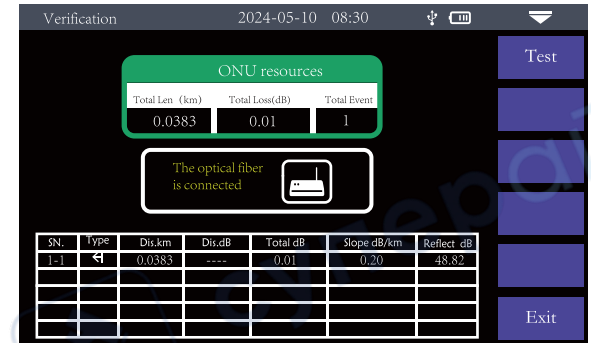 Verification 2024-05-10 08:30
Test
ONU resources
Total Len (km) Total Loss(dB) Total Event
0.0383 0.01 1
The optical fiber
is connected
SN. Type Dis.km Dis.dB Total dB Slope dB/km Reflect dB
1-1 0.0383 ---- 0.01 0.20 48.82
Exit
супероі